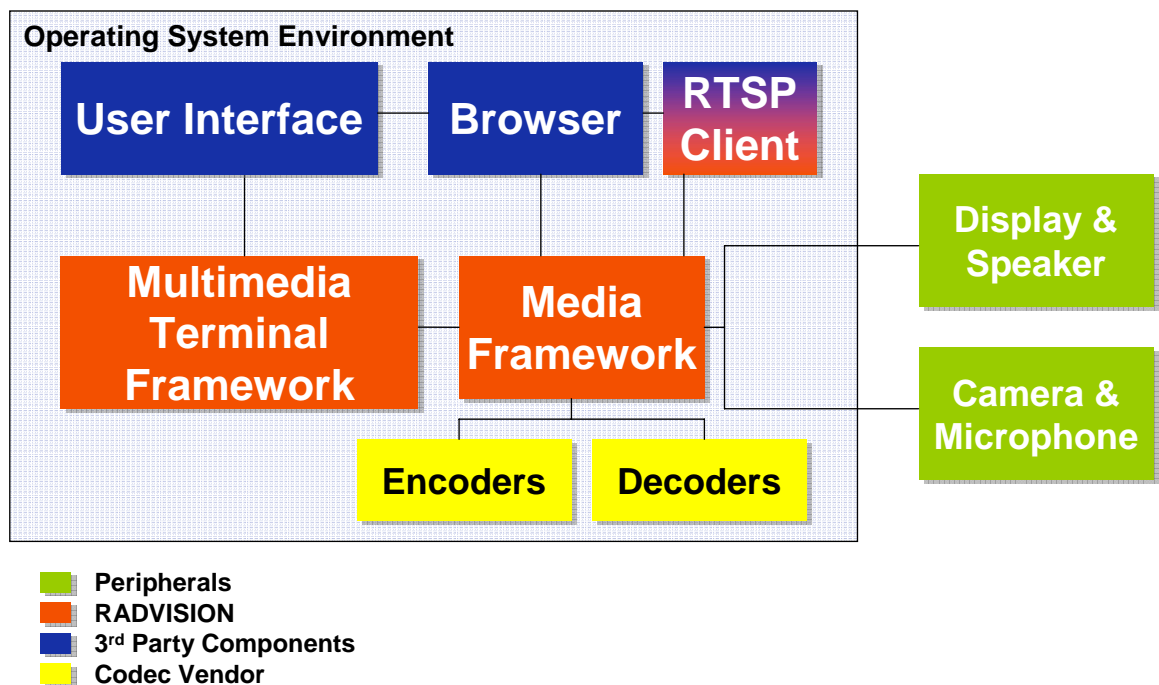 Operating System Environment
User Interface
Browser
RTSP
Client
Multimedia
Terminal
Framework
Media
Framework
Display &
Speaker
Camera &
Microphone
Encoders
Decoders
Peripherals
RADVISION
3rd Party Components
Codec Vendor